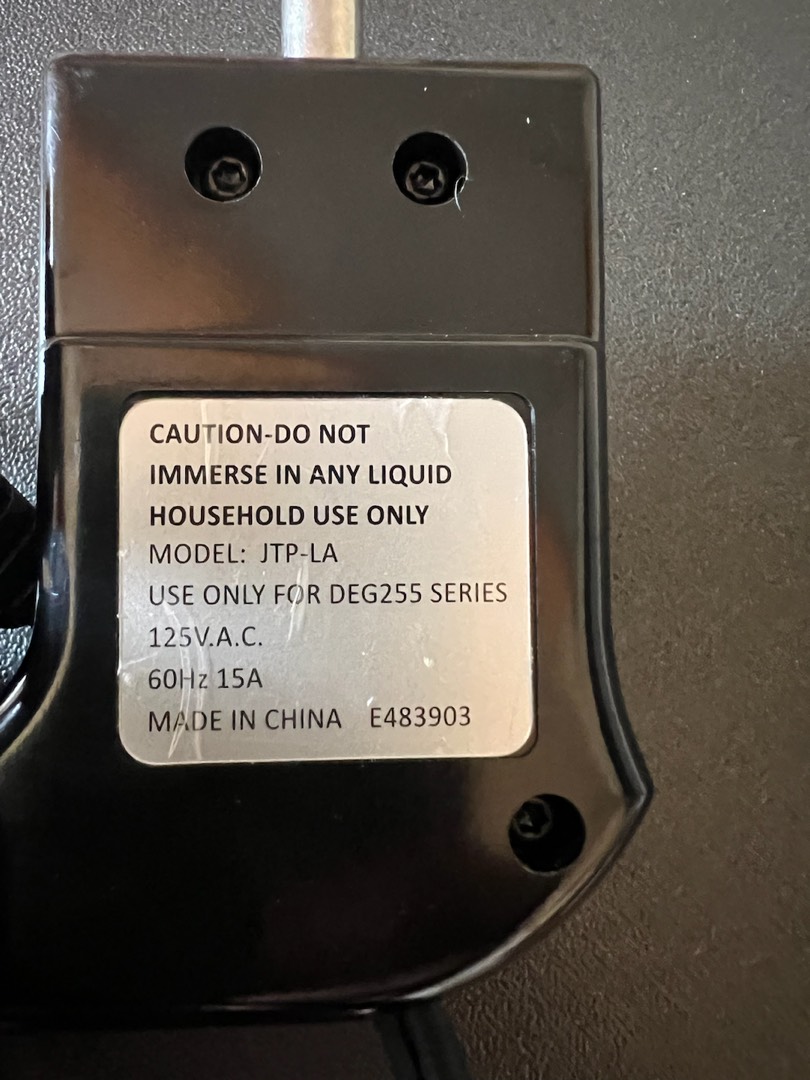 CAUTION-DO NOT
IMMERSE IN ANY LIQUID
HOUSEHOLD USE ONLY
MODEL: JTP-LA
USE ONLY FOR DEG255 SERIES
125V.A.C.
60Hz 15A
MADE IN CHINA E483903